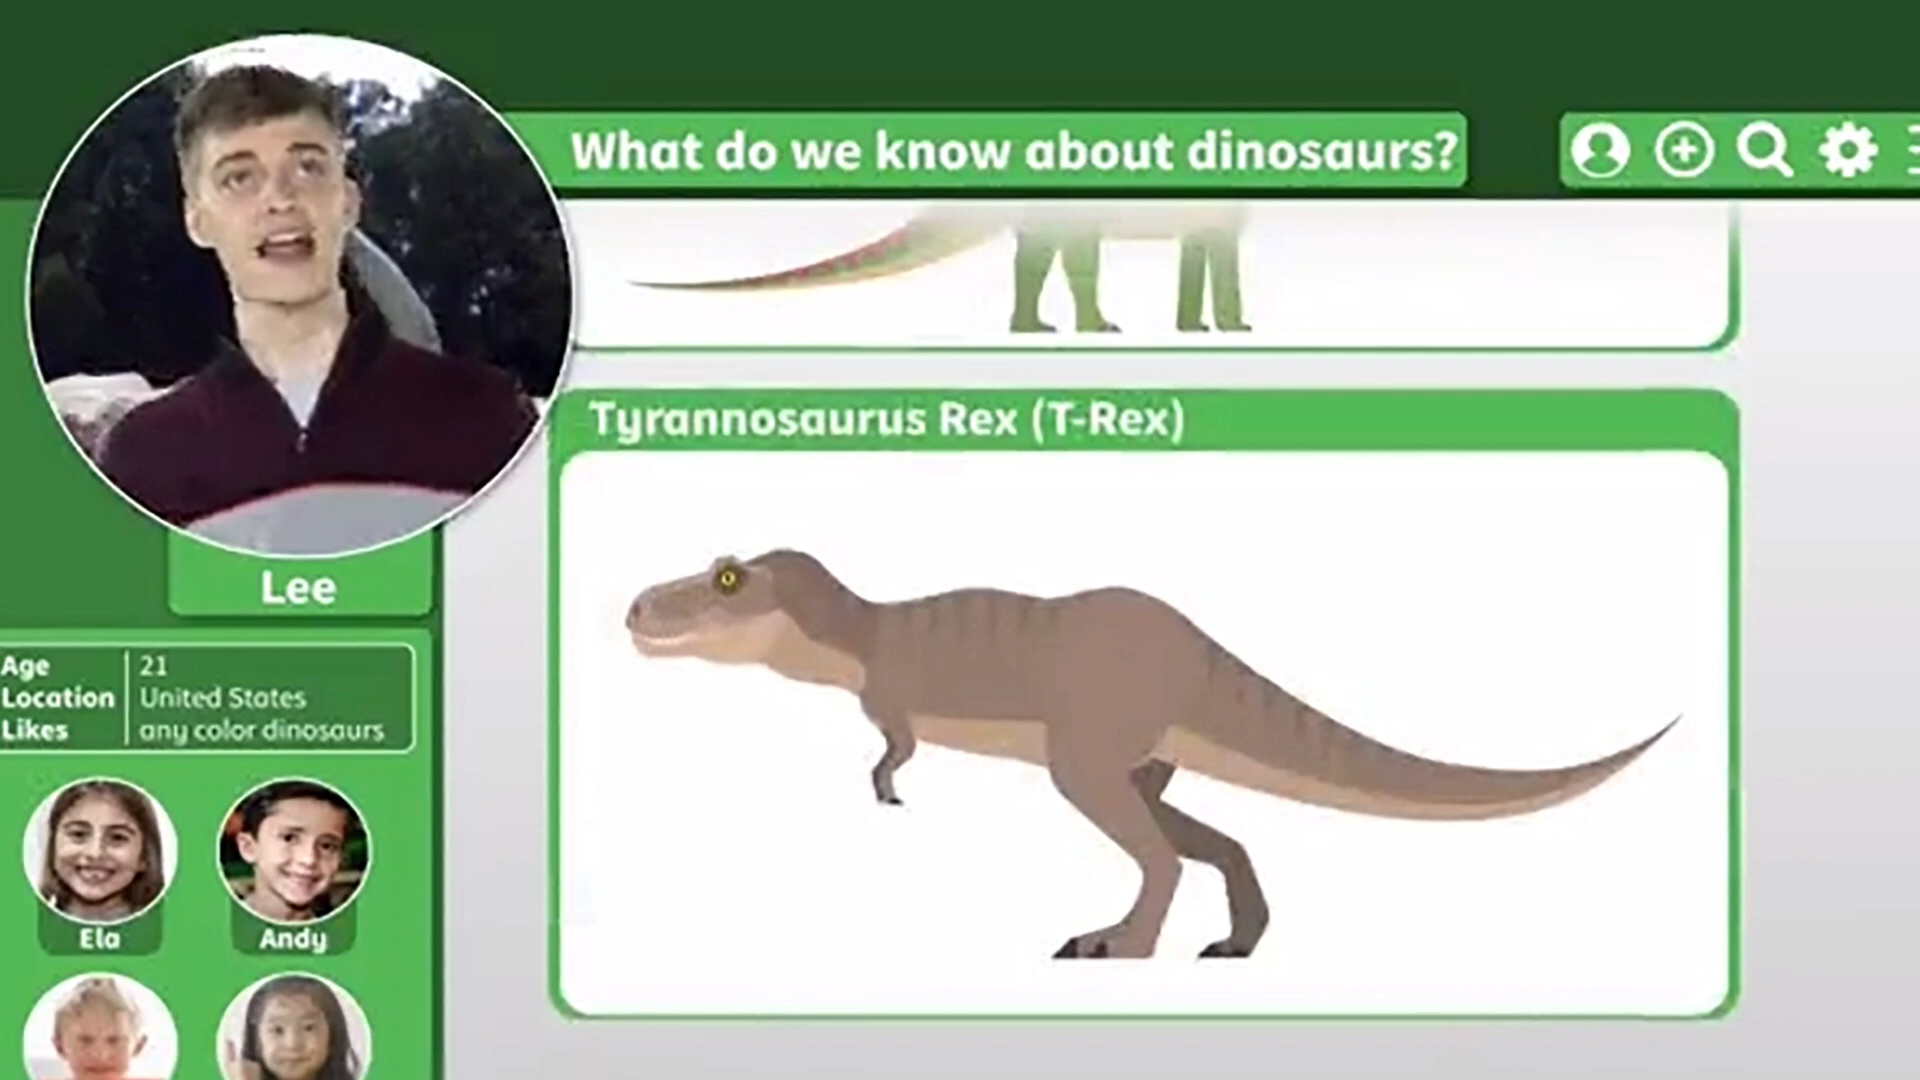 What do we know about dinosaurs?
Tyrannosaurus Rex (T-Rex)
Lee
Age 21
Location United States
Likes any color dinosaurs
Ela
Andy